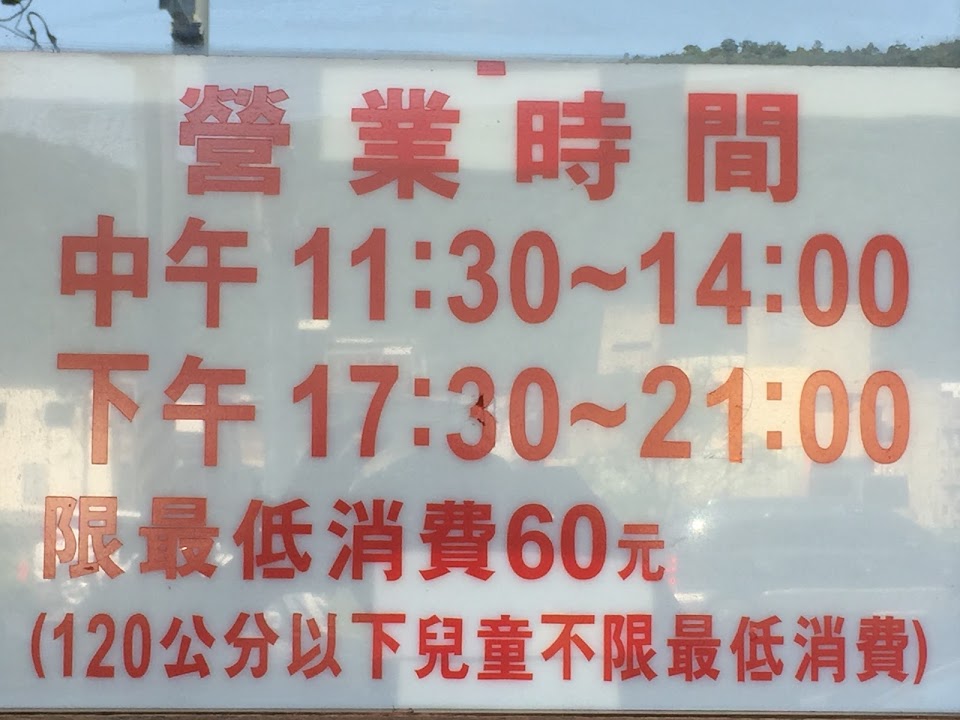 營業時間
中午 11:30~14:00
下午 17:30~21:00
限最低消費60元
(120公分以下兒童不限最低消費)